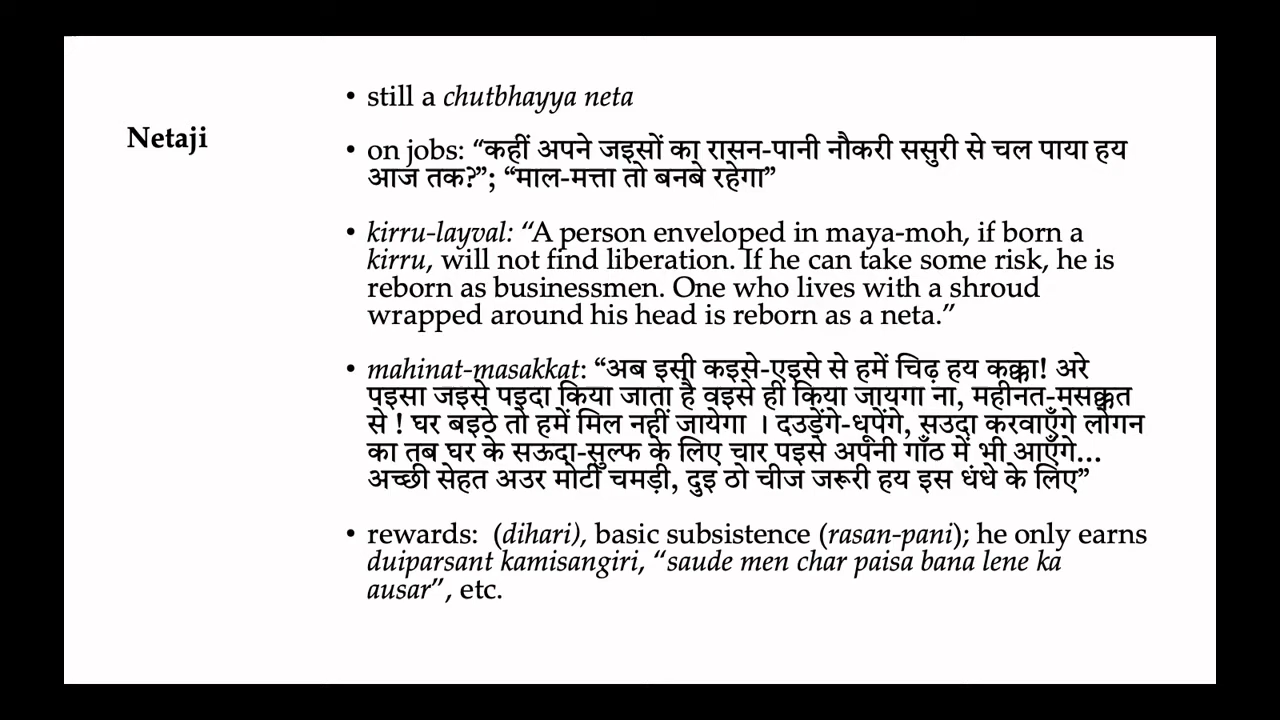 • still a chutbhayya neta
Netaji
• on jobs: “कहीं अपने जइसों का रासन-पानी नौकरी ससुरी से चल पाया हय
आज तक?”; “माल-मत्ता तो बनबे रहेगा”
• kirru-layval: “A person enveloped in maya-moh, if born a
kirru, will not find liberation. If he can take some risk, he is
reborn as businessmen. One who lives with a shroud
wrapped around his head is reborn as a neta.”
• mahinat-masakkat: “अब इसी कइसे-एइसे से हमें चिढ़ हय कक्का! अरे
पइसा जइसे पइदा किया जाता है वइसे ही किया जायगा ना, महीनत-मसक्कत
से ! घर बइठे तो हमें मिल नहीं जायेगा । दउड़ेंगे-धूपेंगे, सउदा करवाएँगे लोगन
का तब घर के सऊदा-सुल्फ के लिए चार पइसे अपनी गाँठ में भी आएँगे...
अच्छी सेहत अउर मोटी चमड़ी, दुइ ठो चीज जरूरी हय इस धंधे के लिए”
• rewards: (dihari), basic subsistence (rasan-pani); he only earns
duiparsant kamisangiri, “saude men char paisa bana lene ka
ausar”, etc.